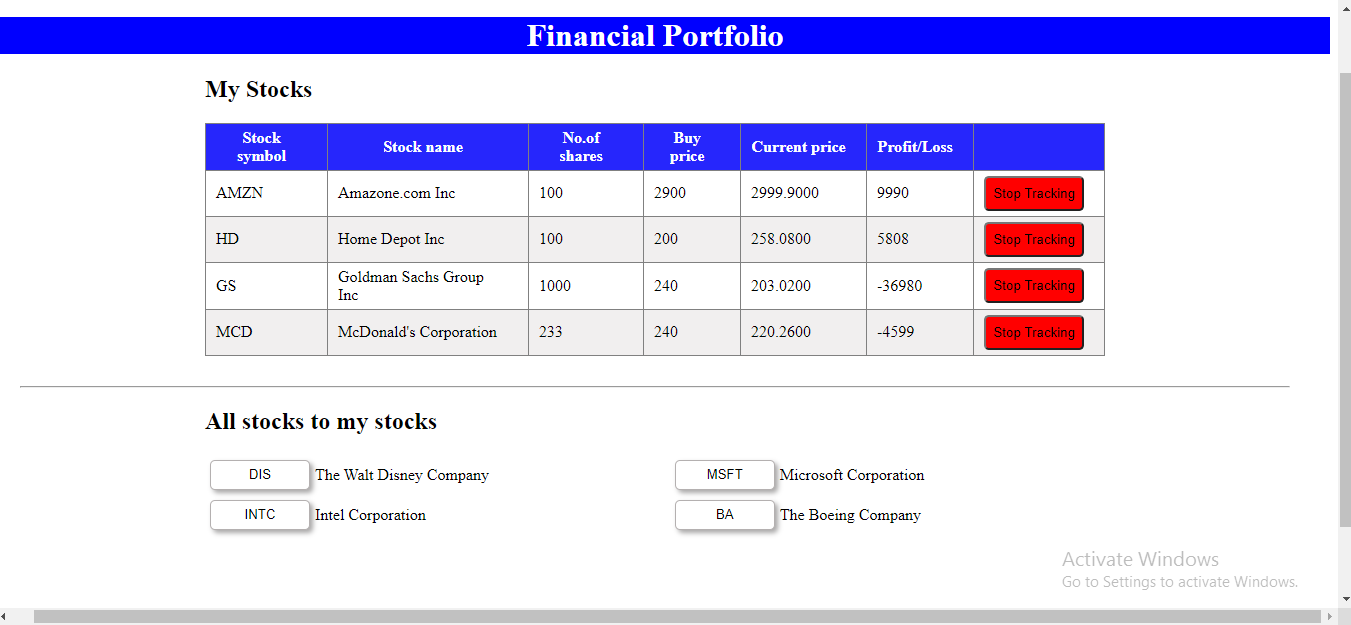 Financial Portfolio
My Stocks
Stock symbol Stock name No.of shares Buy price Current price Profit/Loss
AMZN Amazone.com Inc 100 2900 2999.9000 9990 Stop Tracking
HD Home Depot Inc 100 200 258.0800 5808 Stop Tracking
GS Goldman Sachs Group Inc 1000 240 203.0200 -36980 Stop Tracking
MCD McDonald's Corporation 233 240 220.2600 -4599 Stop Tracking
All stocks to my stocks
DIS The Walt Disney Company MSFT Microsoft Corporation
INTC Intel Corporation BA The Boeing Company
Activate Windows
Go to Settings to activate Windows.